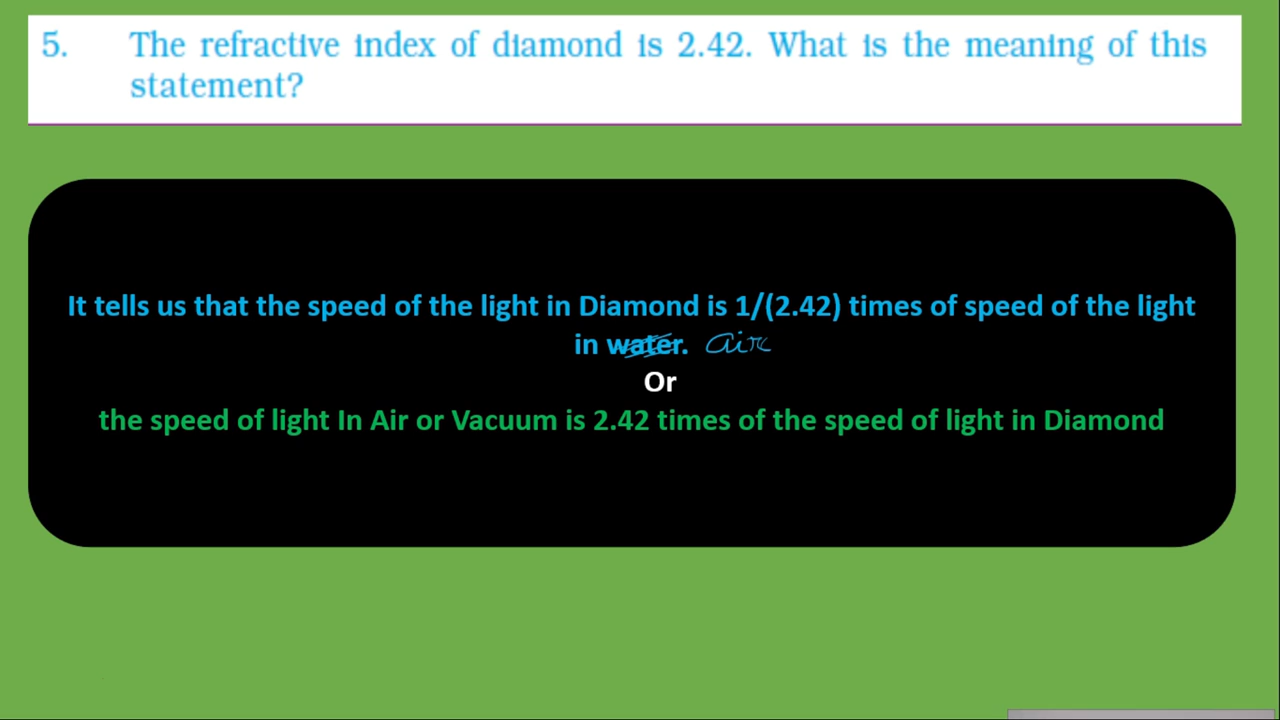 5. The refractive index of diamond is 2.42. What is the meaning of this
statement?
It tells us that the speed of the light in Diamond is 1/(2.42) times of speed of the light
in water. air
Or
the speed of light In Air or Vacuum is 2.42 times of the speed of light in Diamond